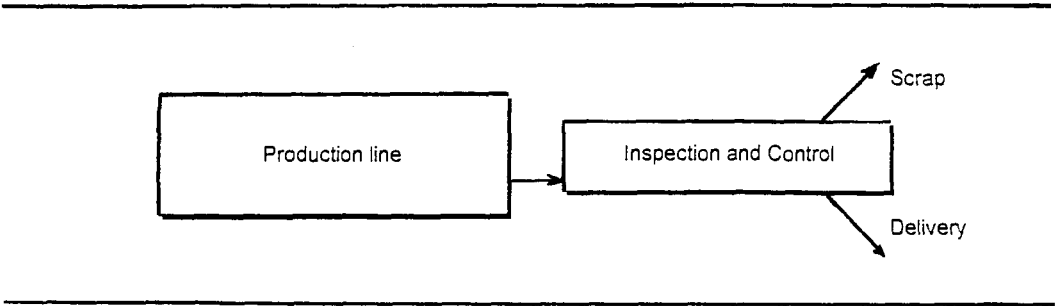 Scrap
Production line
Inspection and Control
Delivery